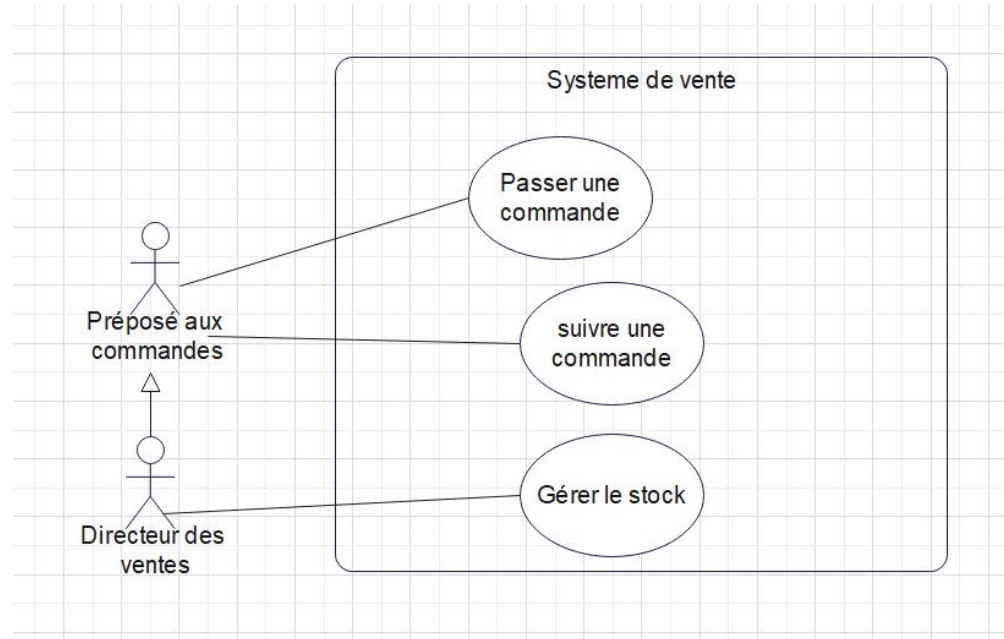 Systeme de vente
Passer une
commande
Préposé aux
commandes
suivre une
commande
Gérer le stock
Directeur des
ventes